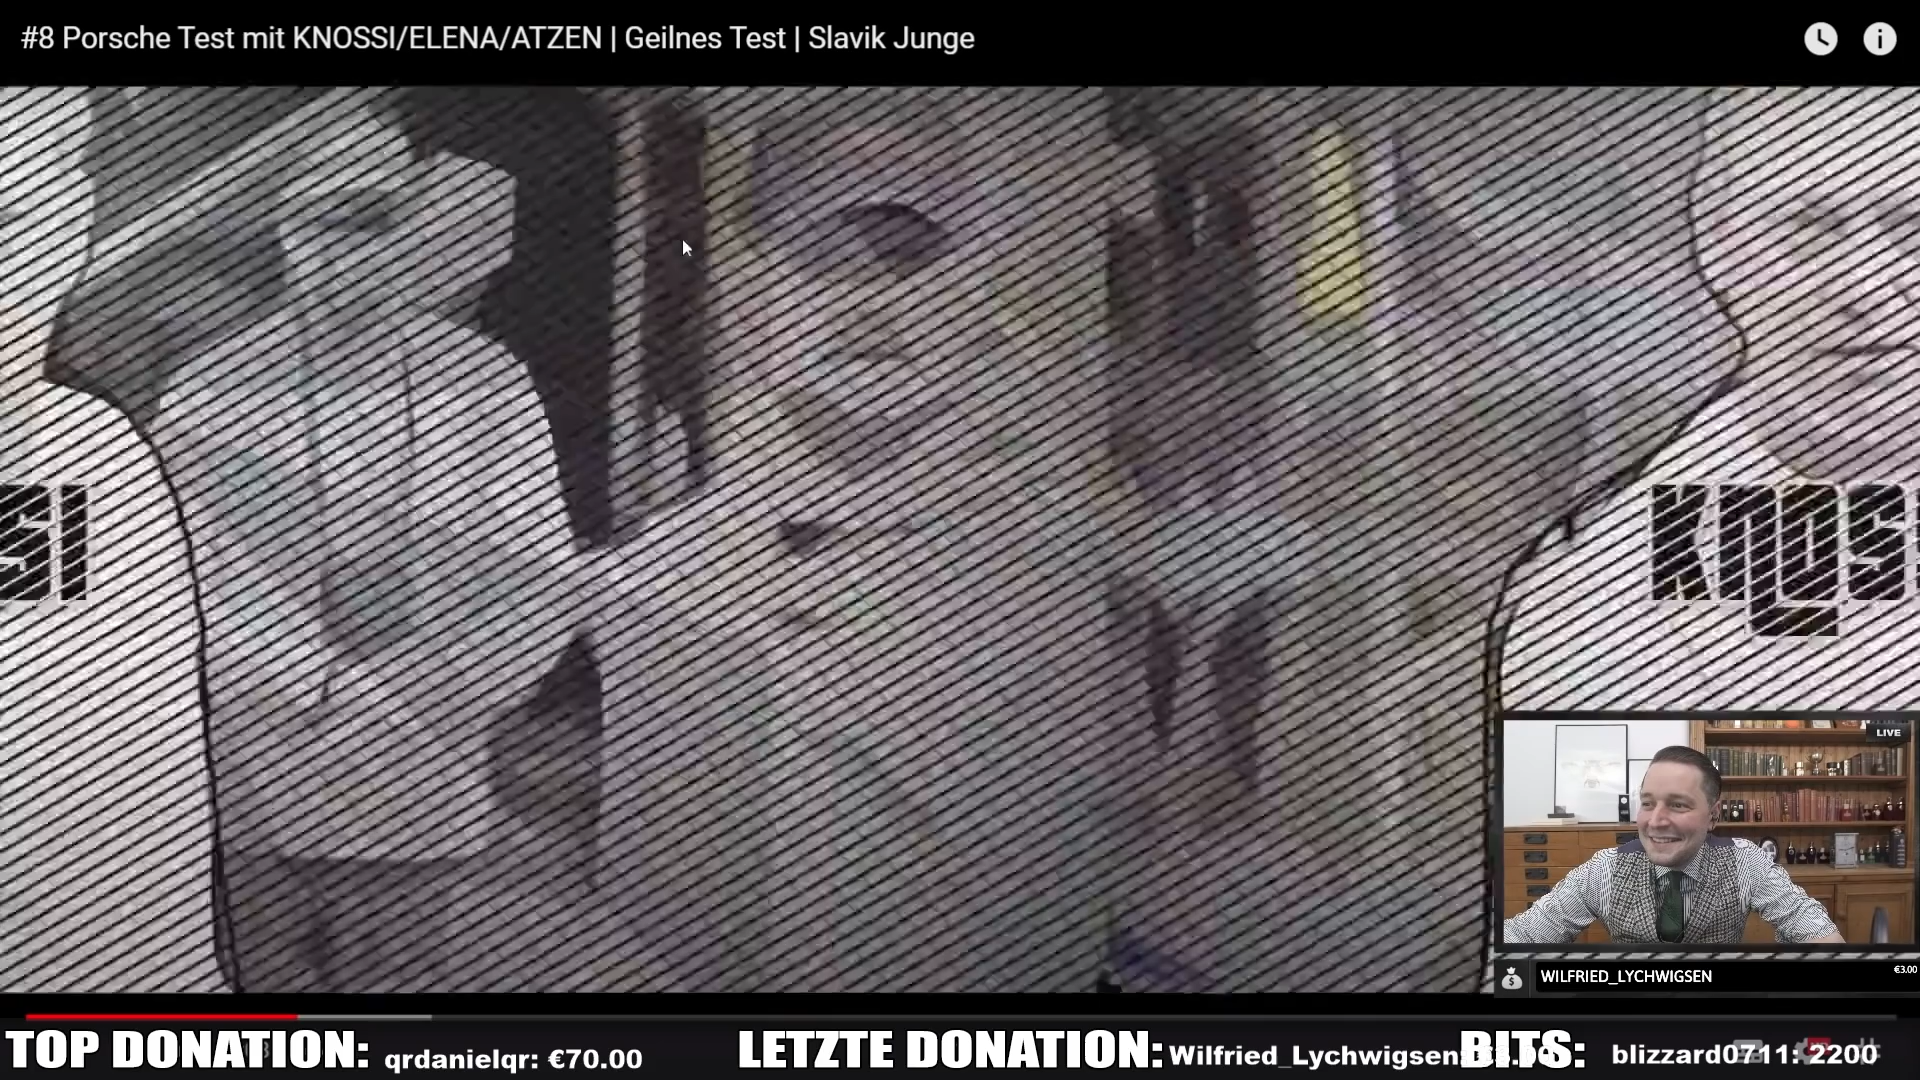 #8 Porsche Test mit KNOSSI/ELENA/ATZEN | Geilnes Test | Slavik Junge
SI
KNOS
LIVE
WILFRIED_LYCHWIGSEN
€3.00
TOP DONATION: qrdanielqr: €70.00
LETZTE DONATION: Wilfried_Lychwigsen:
BITS: blizzard0711: 2200